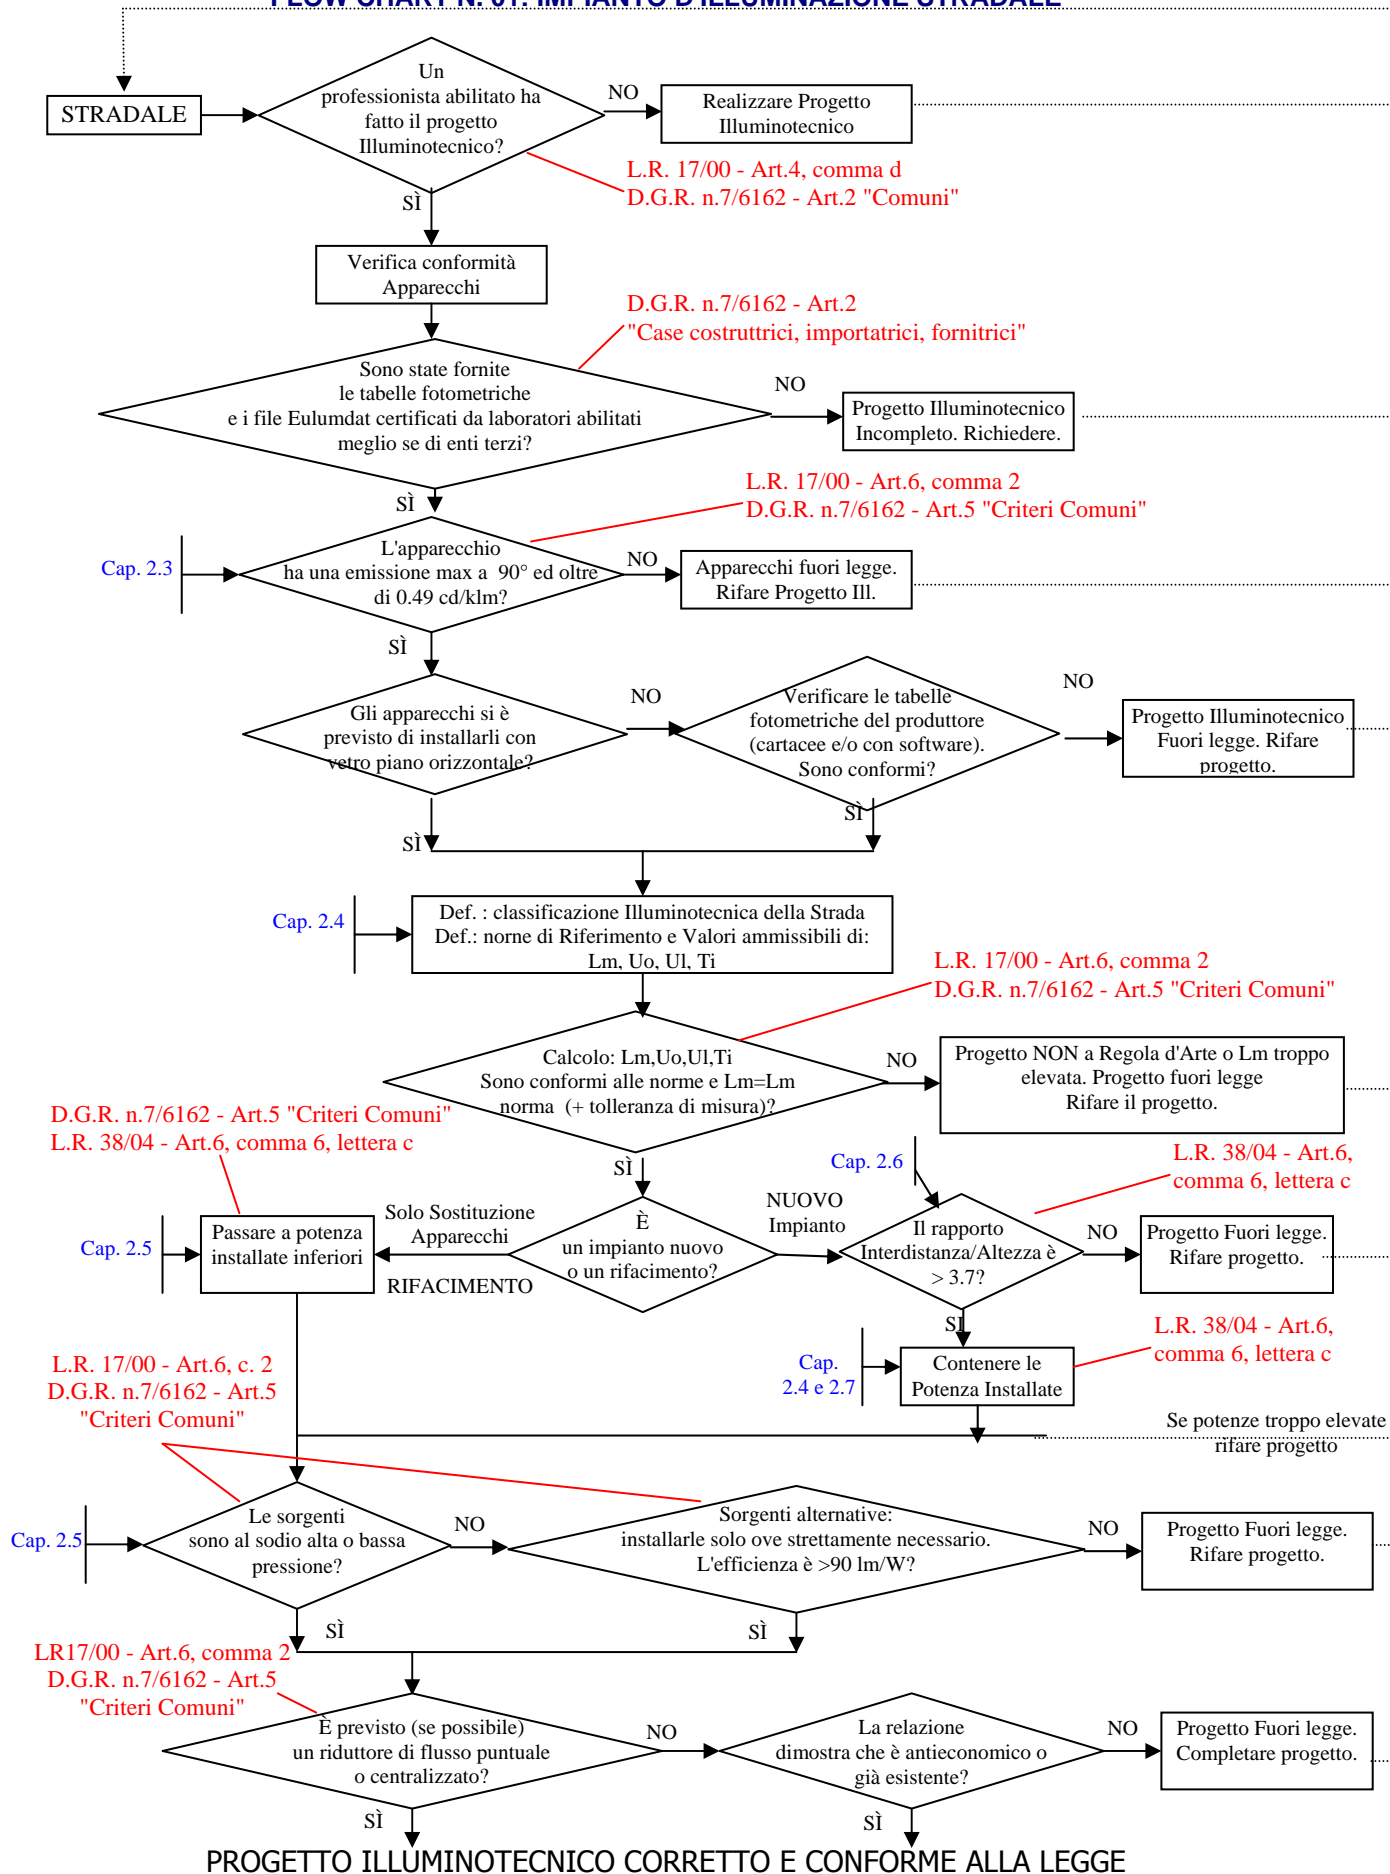 FLOW CHART N. 01: IMPIANTO D'ILLUMINAZIONE STRADALE
STRADALE
Un
professionista abilitato ha
fatto il progetto
Illuminotecnico?
NO
Realizzare Progetto
Illuminotecnico
L.R. 17/00 - Art.4, comma d
D.G.R. n.7/6162 - Art.2 "Comuni"
SÌ
Verifica conformità
Apparecchi
D.G.R. n.7/6162 - Art.2
"Case costruttrici, importatrici, fornitrici"
Sono state fornite
le tabelle fotometriche
e i file Eulumdat certificati da laboratori abilitati
meglio se di enti terzi?
NO
Progetto Illuminotecnico
Incompleto. Richiedere.
SÌ
L.R. 17/00 - Art.6, comma 2
D.G.R. n.7/6162 - Art.5 "Criteri Comuni"
Cap. 2.3
L'apparecchio
ha una emissione max a 90° ed oltre
di 0.49 cd/klm?
NO
Apparecchi fuori legge.
Rifare Progetto Ill.
SÌ
Gli apparecchi si è
previsto di installarli con
vetro piano orizzontale?
NO
Verificare le tabelle
fotometriche del produttore
(cartacee e/o con software).
Sono conformi?
NO
Progetto Illuminotecnico
Fuori legge. Rifare
progetto.
SÌ
SÌ
Cap. 2.4
Def. : classificazione Illuminotecnica della Strada
Def.: norne di Riferimento e Valori ammissibili di:
Lm, Uo, Ul, Ti
L.R. 17/00 - Art.6, comma 2
D.G.R. n.7/6162 - Art.5 "Criteri Comuni"
Calcolo: Lm,Uo,Ul,Ti
Sono conformi alle norme e Lm=Lm
norma (+ tolleranza di misura)?
NO
Progetto NON a Regola d'Arte o Lm troppo
elevata. Progetto fuori legge
Rifare il progetto.
D.G.R. n.7/6162 - Art.5 "Criteri Comuni"
L.R. 38/04 - Art.6, comma 6, lettera c
SÌ
Cap. 2.6
L.R. 38/04 - Art.6,
comma 6, lettera c
Cap. 2.5
Passare a potenza
installate inferiori
Solo Sostituzione
Apparecchi
RIFACIMENTO
È
un impianto nuovo
o un rifacimento?
NUOVO
Impianto
Il rapporto
Interdistanza/Altezza è
> 3.7?
NO
Progetto Fuori legge.
Rifare progetto.
SI
L.R. 38/04 - Art.6,
comma 6, lettera c
Cap.
2.4 e 2.7
Contenere le
Potenza Installate
L.R. 17/00 - Art.6, c. 2
D.G.R. n.7/6162 - Art.5
"Criteri Comuni"
Se potenze troppo elevate
rifare progetto
Cap. 2.5
Le sorgenti
sono al sodio alta o bassa
pressione?
NO
Sorgenti alternative:
installarle solo ove strettamente necessario.
L'efficienza è >90 lm/W?
NO
Progetto Fuori legge.
Rifare progetto.
SÌ
SÌ
LR17/00 - Art.6, comma 2
D.G.R. n.7/6162 - Art.5
"Criteri Comuni"
È previsto (se possibile)
un riduttore di flusso puntuale
o centralizzato?
NO
La relazione
dimostra che è antieconomico o
già esistente?
NO
Progetto Fuori legge.
Completare progetto.
SÌ
SÌ
PROGETTO ILLUMINOTECNICO CORRETTO E CONFORME ALLA LEGGE